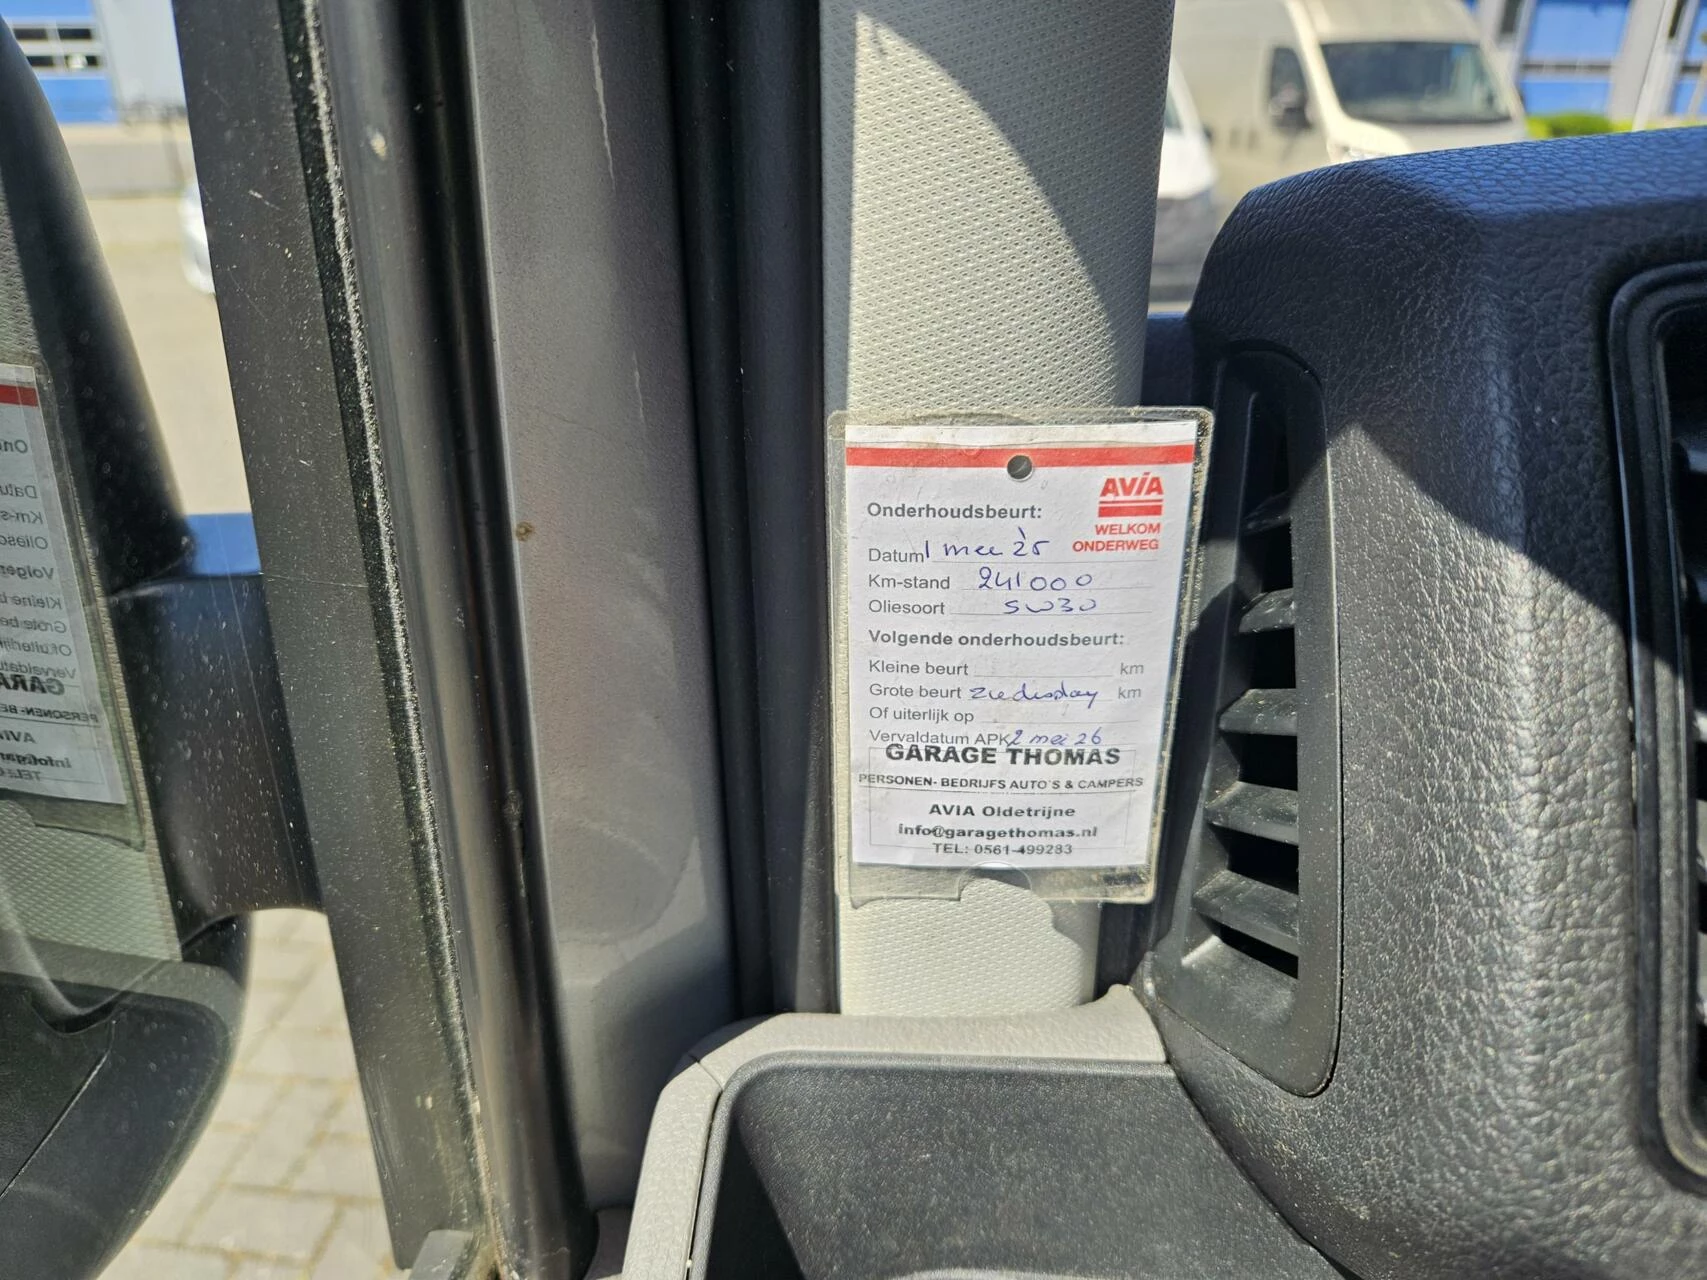 AVIA
WELKOM
ONDERWEG
Onderhoudsbeurt:
Datum 1 mei 25
Km-stand 241000
Oliesoort 5W30
Volgende onderhoudsbeurt:
Kleine beurt km
Grote beurt zie display km
Of uiterlijk op
Vervaldatum APK 2 mei 26
GARAGE THOMAS
PERSONEN- BEDRIJFS AUTO'S & CAMPERS
AVIA Oldetrijne
info@garagethomas.nl
TEL: 0561-499283